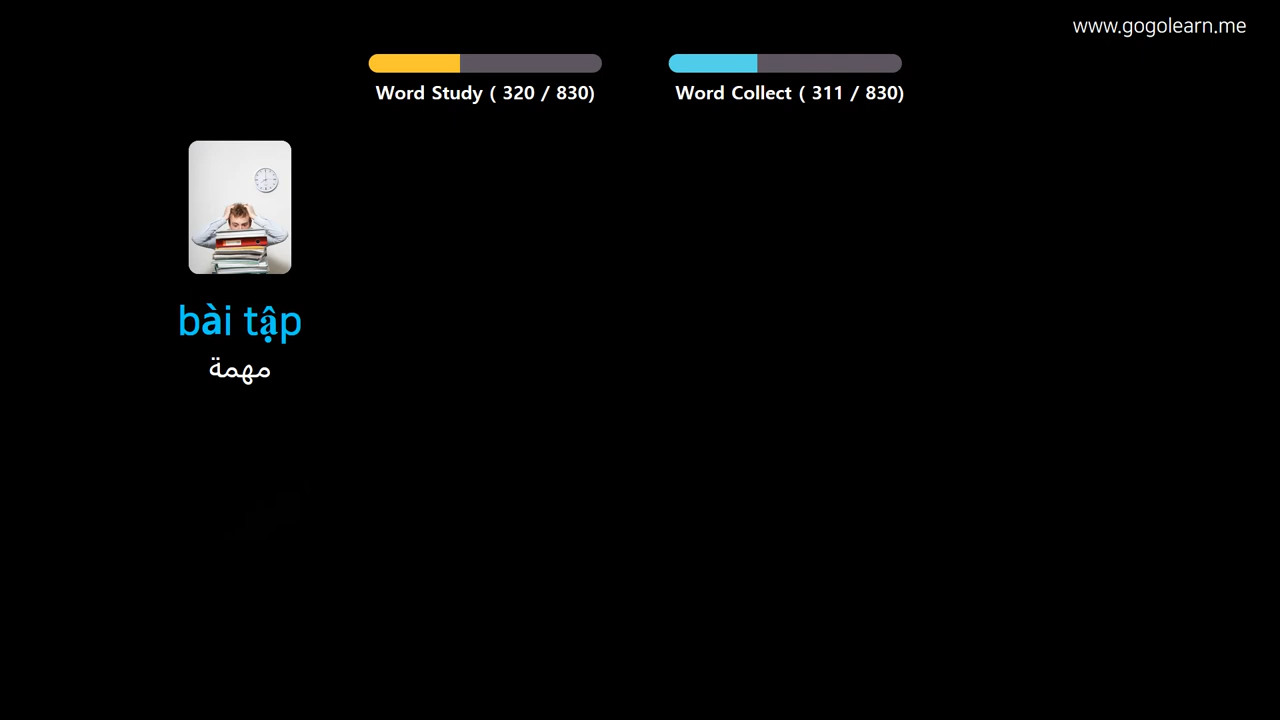 www.gogolearn.me
Word Study ( 320 / 830)
Word Collect ( 311 / 830)
bài tập
مهمة